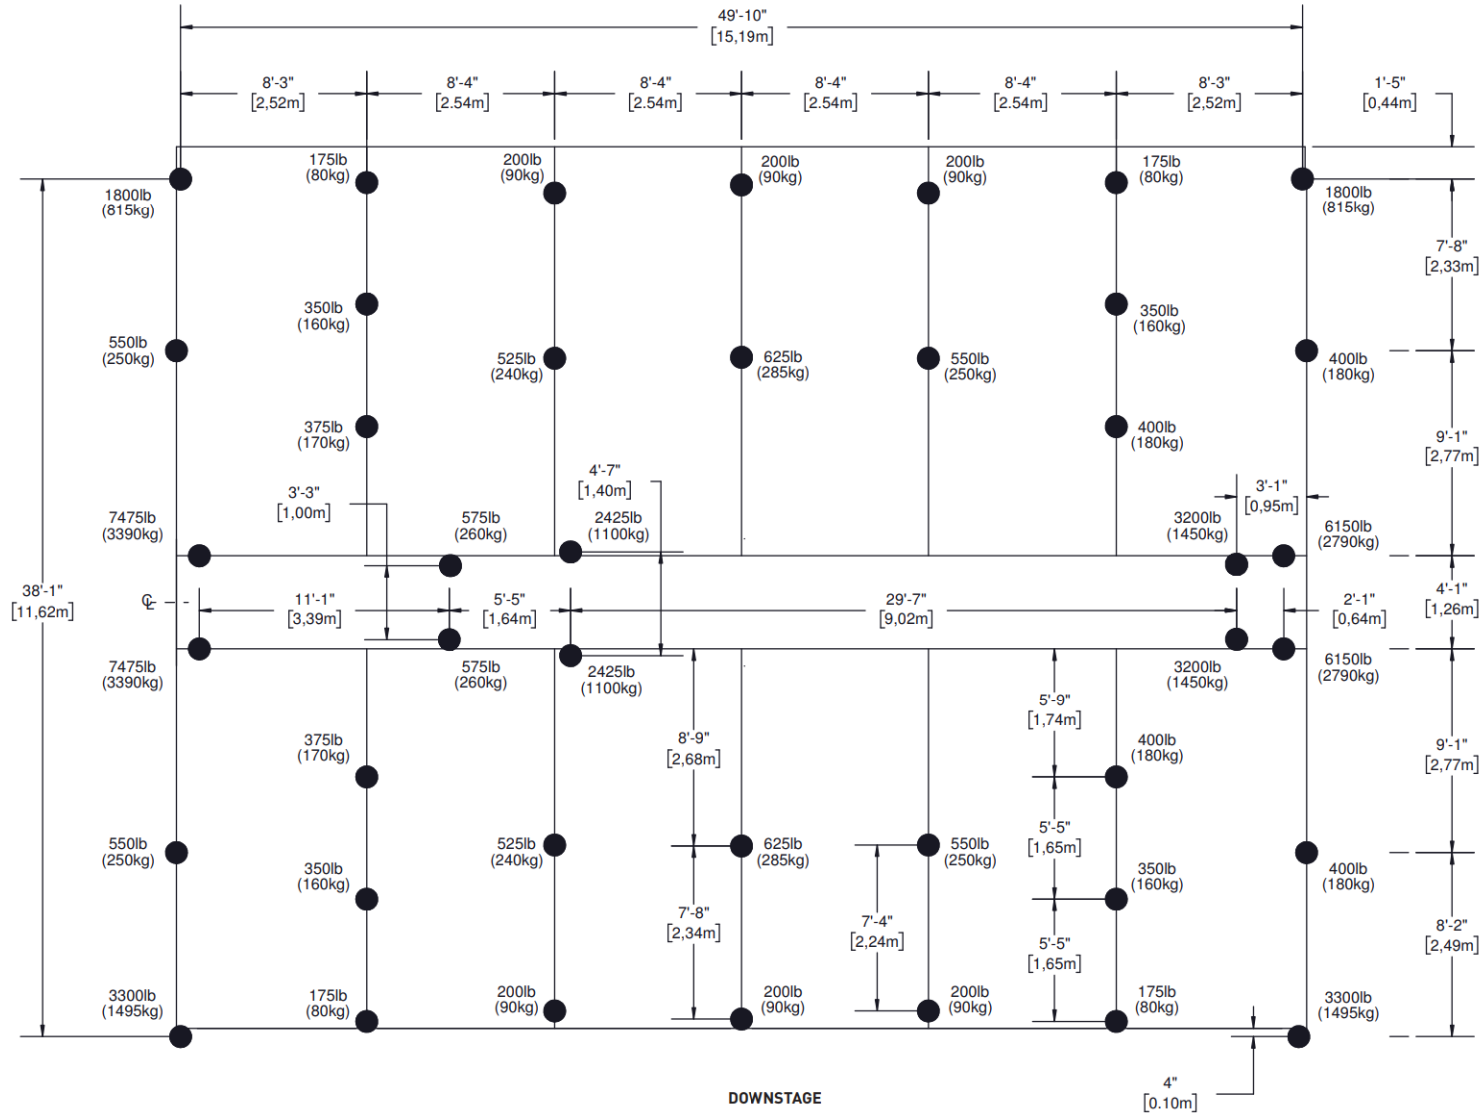 49'-10"
[15,19m]
8'-3"
[2,52m]
8'-4"
[2.54m]
8'-4"
[2.54m]
8'-4"
[2.54m]
8'-4"
[2.54m]
8'-3"
[2,52m]
1'-5"
[0,44m]
175lb
(80kg)
200lb
(90kg)
200lb
(90kg)
200lb
(90kg)
175lb
(80kg)
1800lb
(815kg)
1800lb
(815kg)
7'-8"
[2,33m]
350lb
(160kg)
350lb
(160kg)
550lb
(250kg)
525lb
(240kg)
625lb
(285kg)
550lb
(250kg)
400lb
(180kg)
375lb
(170kg)
400lb
(180kg)
9'-1"
[2,77m]
4'-7"
[1,40m]
3'-3"
[1,00m]
3'-1"
[0,95m]
7475lb
(3390kg)
575lb
(260kg)
2425lb
(1100kg)
3200lb
(1450kg)
6150lb
(2790kg)
38'-1"
[11,62m]
CL
11'-1"
[3,39m]
5'-5"
[1,64m]
29'-7"
[9,02m]
2'-1"
[0,64m]
4'-1"
[1,26m]
7475lb
(3390kg)
575lb
(260kg)
2425lb
(1100kg)
3200lb
(1450kg)
6150lb
(2790kg)
5'-9"
[1,74m]
375lb
(170kg)
8'-9"
[2,68m]
400lb
(180kg)
9'-1"
[2,77m]
550lb
(250kg)
525lb
(240kg)
625lb
(285kg)
550lb
(250kg)
5'-5"
[1,65m]
350lb
(160kg)
350lb
(160kg)
400lb
(180kg)
7'-8"
[2,34m]
7'-4"
[2,24m]
5'-5"
[1,65m]
8'-2"
[2,49m]
3300lb
(1495kg)
175lb
(80kg)
200lb
(90kg)
200lb
(90kg)
200lb
(90kg)
175lb
(80kg)
3300lb
(1495kg)
4"
[0.10m]
DOWNSTAGE